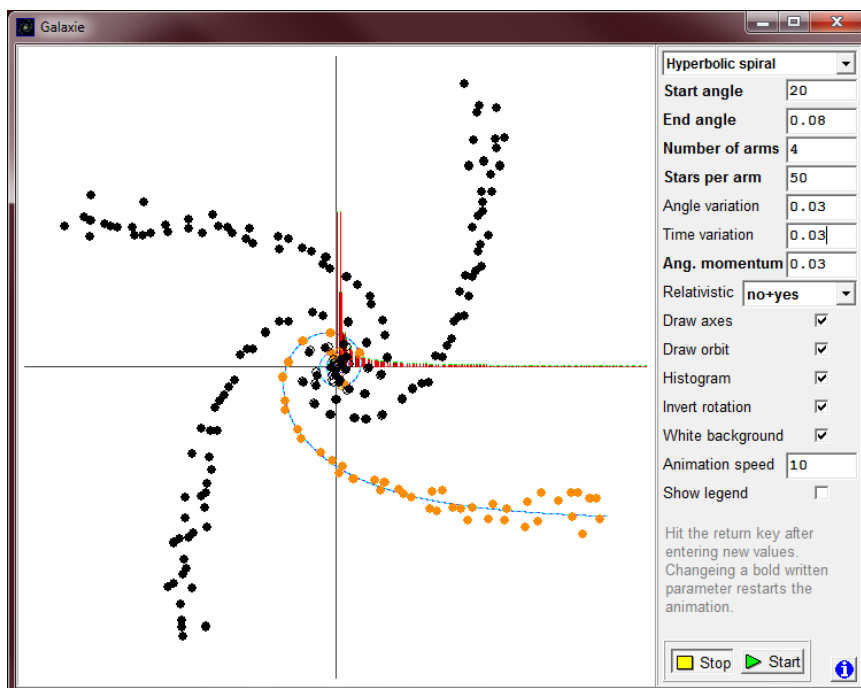 Galaxie
Hyperbolic spiral
Start angle 20
End angle 0.08
Number of arms 4
Stars per arm 50
Angle variation 0.03
Time variation 0.03
Ang. momentum 0.03
Relativistic no+yes
Draw axes
Draw orbit
Histogram
Invert rotation
White background
Animation speed 10
Show legend
Hit the return key after
entering new values.
Changeing a bold written
parameter restarts the
animation.
Stop Start